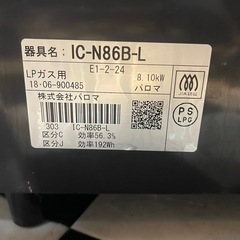 器具名: IC-N86B-L
E1-2-24
LPガス用 8.10kW
18·06-900485 パロマ
株式会社パロマ
303 IC-N86B-L
区分C 効率56.3%
区分J 効率192Wh
PS
LPG